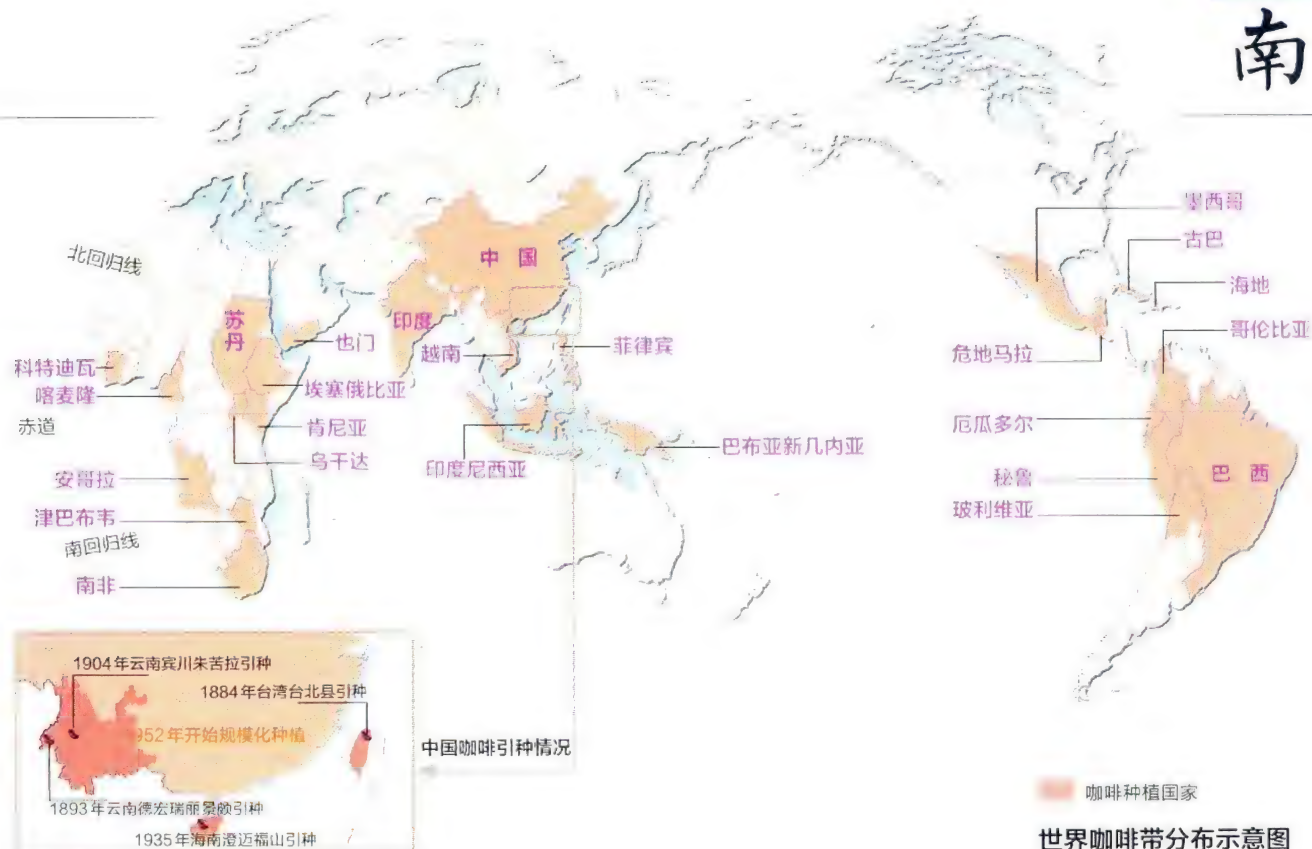 南
墨西哥
古巴
北回归线
中国
海地
苏丹
印度
哥伦比亚
也门
越南
菲律宾
危地马拉
科特迪瓦
埃塞俄比亚
喀麦隆
赤道
肯尼亚
厄瓜多尔
乌干达
印度尼西亚
巴布亚新几内亚
安哥拉
秘鲁
巴西
津巴布韦
玻利维亚
南回归线
南非
1904年云南宾川朱苦拉引种
1884年台湾台北县引种
952年开始规模化种植
中国咖啡引种情况
1893年云南德宏瑞丽景颇引种
1935年海南澄迈福山引种
咖啡种植国家
世界咖啡带分布示意图